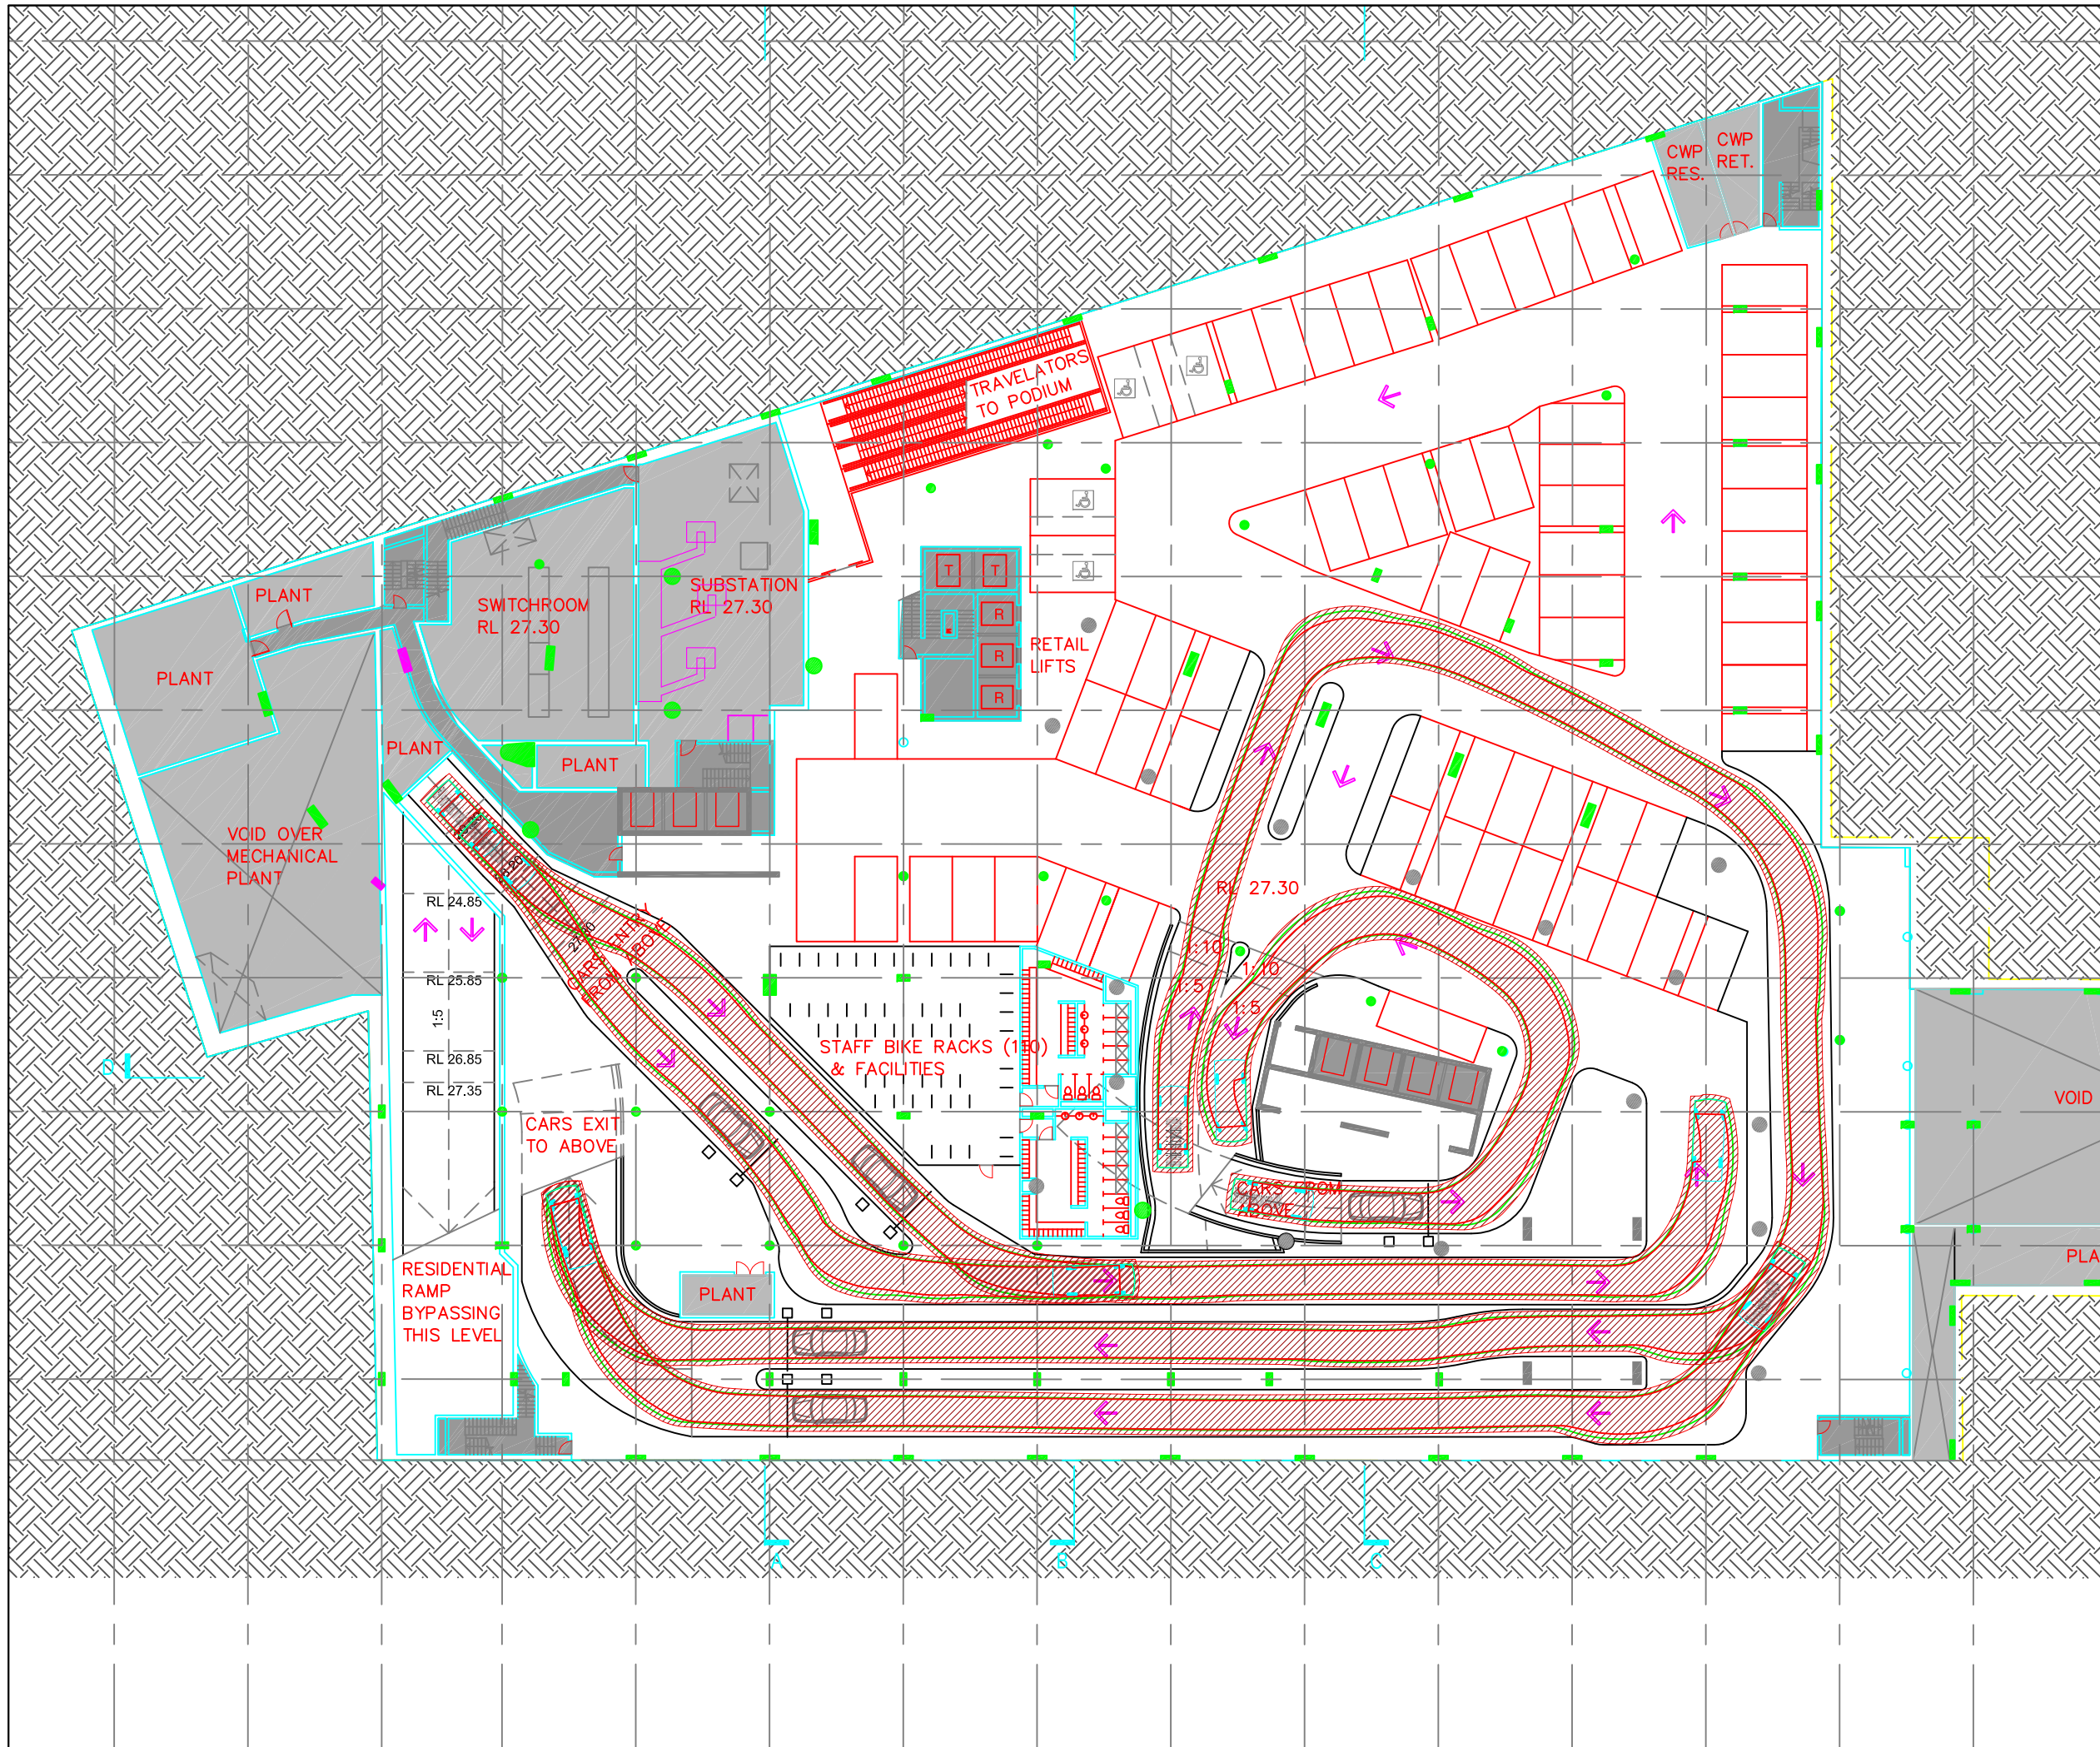 CWP
RES.
CWP
RET.
TRAVELATORS
TO PODIUM
PLANT
SWITCHROOM
RL 27.30
SUBSTATION
RL 27.30
T
T
R
R
R
RETAIL
LIFTS
PLANT
PLANT
PLANT
VOID OVER
MECHANICAL
PLANT
RL 24.85
RL 25.85
1:5
RL 26.85
RL 27.35
CARS ENTRY
FROM ABOVE
RL 27.30
1:10
1:10
1:5
1:5
STAFF BIKE RACKS (110)
& FACILITIES
CARS EXIT
TO ABOVE
CARS FROM
ABOVE
VOID
PLA
RESIDENTIAL
RAMP
BYPASSING
THIS LEVEL
PLANT
D
A
B
C